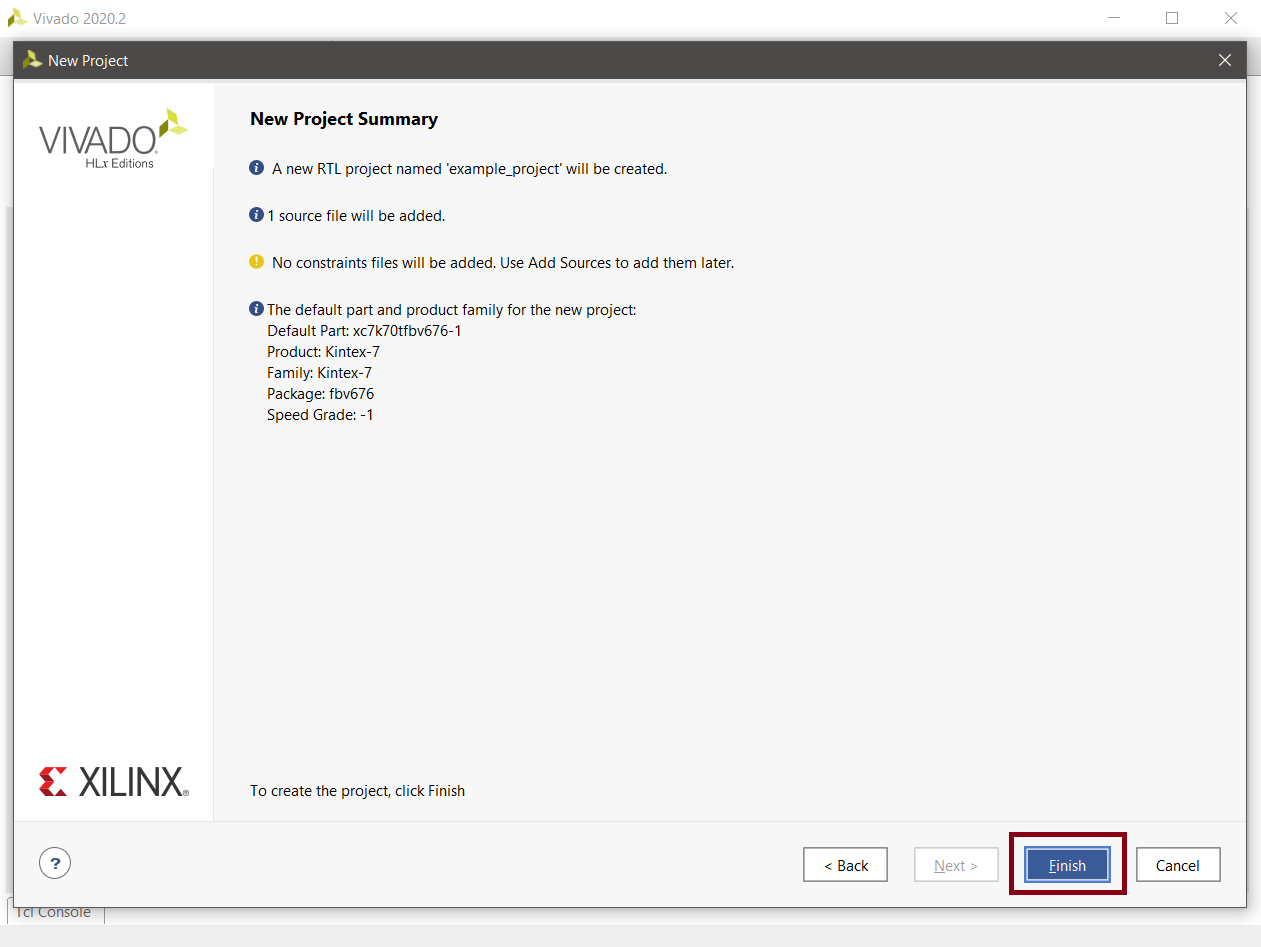 Vivado 2020.2
New Project
VIVADO
HLx Editions
New Project Summary
A new RTL project named 'example_project' will be created.
1 source file will be added.
No constraints files will be added. Use Add Sources to add them later.
The default part and product family for the new project:
Default Part: xc7k70tfbv676-1
Product: Kintex-7
Family: Kintex-7
Package: fbv676
Speed Grade: -1
XILINX®
To create the project, click Finish
?
< Back
Next >
Finish
Cancel
Tcl Console